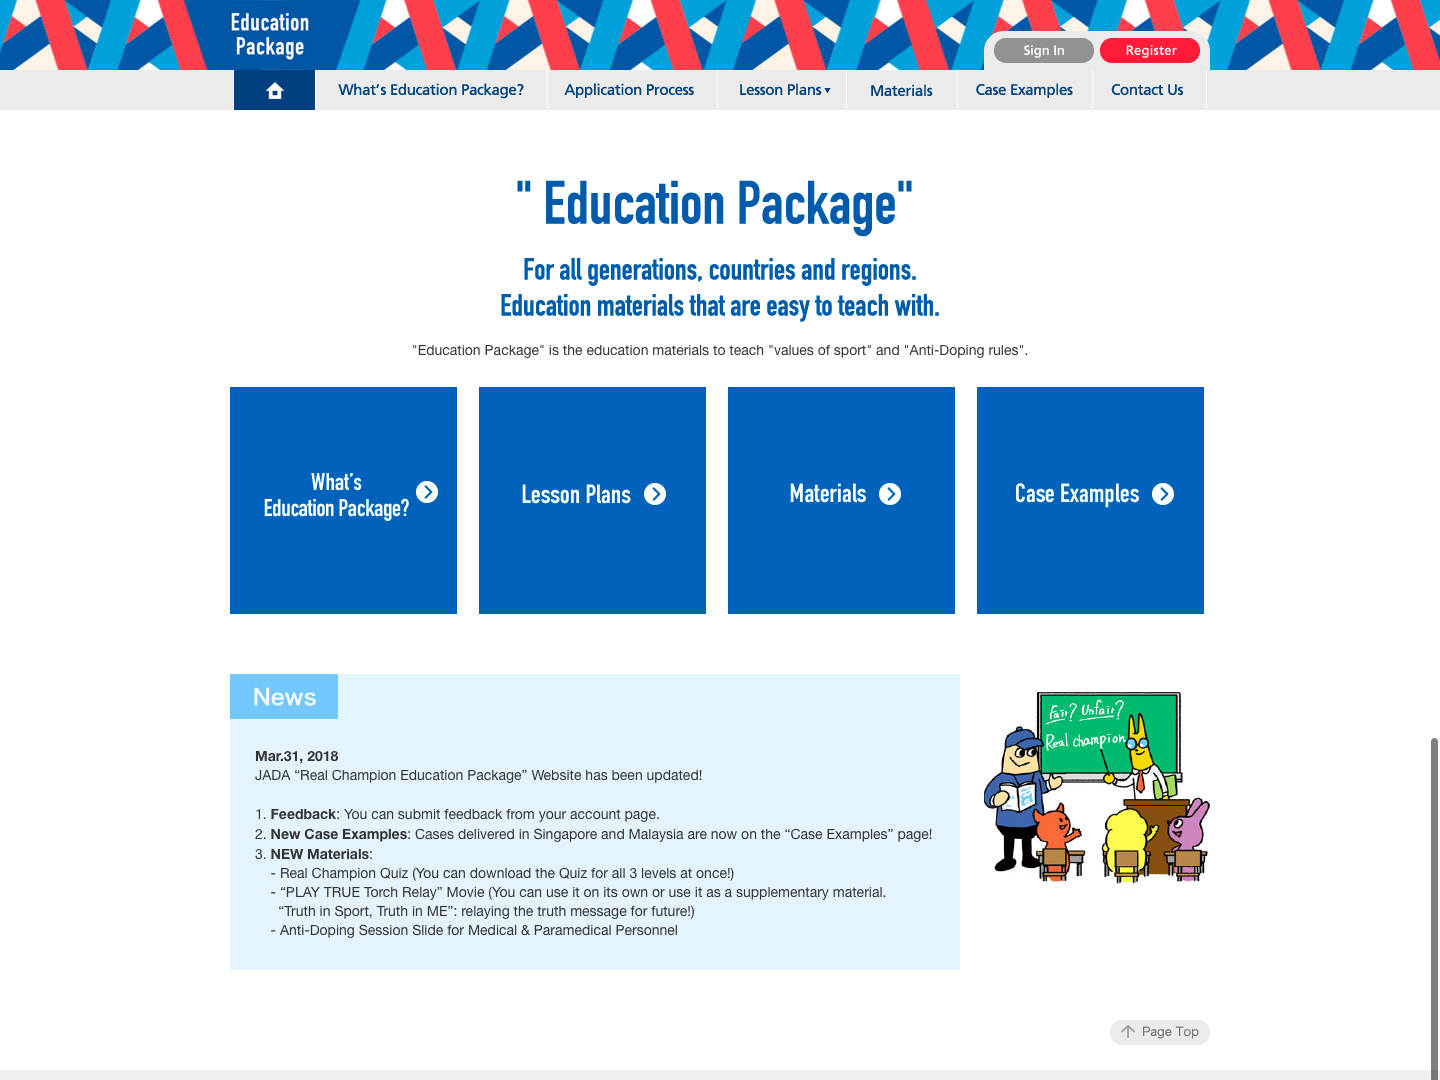 Education
Package
Sign In
Register
What's Education Package?
Application Process
Lesson Plans ▾
Materials
Case Examples
Contact Us
" Education Package"
For all generations, countries and regions.
Education materials that are easy to teach with.
"Education Package" is the education materials to teach "values of sport" and "Anti-Doping rules".
What's
Education Package?
Lesson Plans
Materials
Case Examples
News
Mar.31, 2018
JADA “Real Champion Education Package” Website has been updated!
1. Feedback: You can submit feedback from your account page.
2. New Case Examples: Cases delivered in Singapore and Malaysia are now on the “Case Examples” page!
3. NEW Materials:
- Real Champion Quiz (You can download the Quiz for all 3 levels at once!)
- “PLAY TRUE Torch Relay” Movie (You can use it on its own or use it as a supplementary material.
“Truth in Sport, Truth in ME”: relaying the truth message for future!)
- Anti-Doping Session Slide for Medical & Paramedical Personnel
Fair? Unfair?
Real champion
Page Top